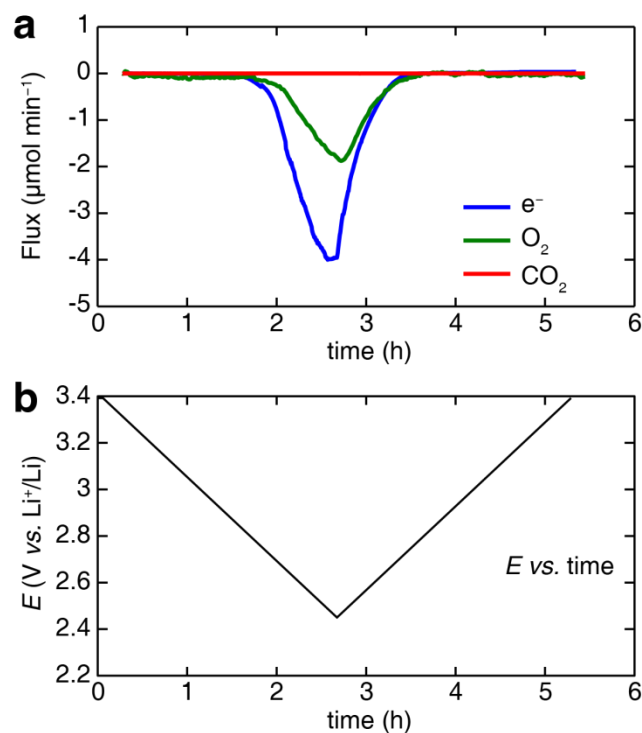 a
Flux (µmol min⁻¹)
1
0
-1
-2
-3
-4
-5
e⁻
O₂
CO₂
0 1 2 3 4 5 6
time (h)
b
E (V vs. Li⁺/Li)
3.4
3.2
3
2.8
2.6
2.4
2.2
E vs. time
0 1 2 3 4 5 6
time (h)